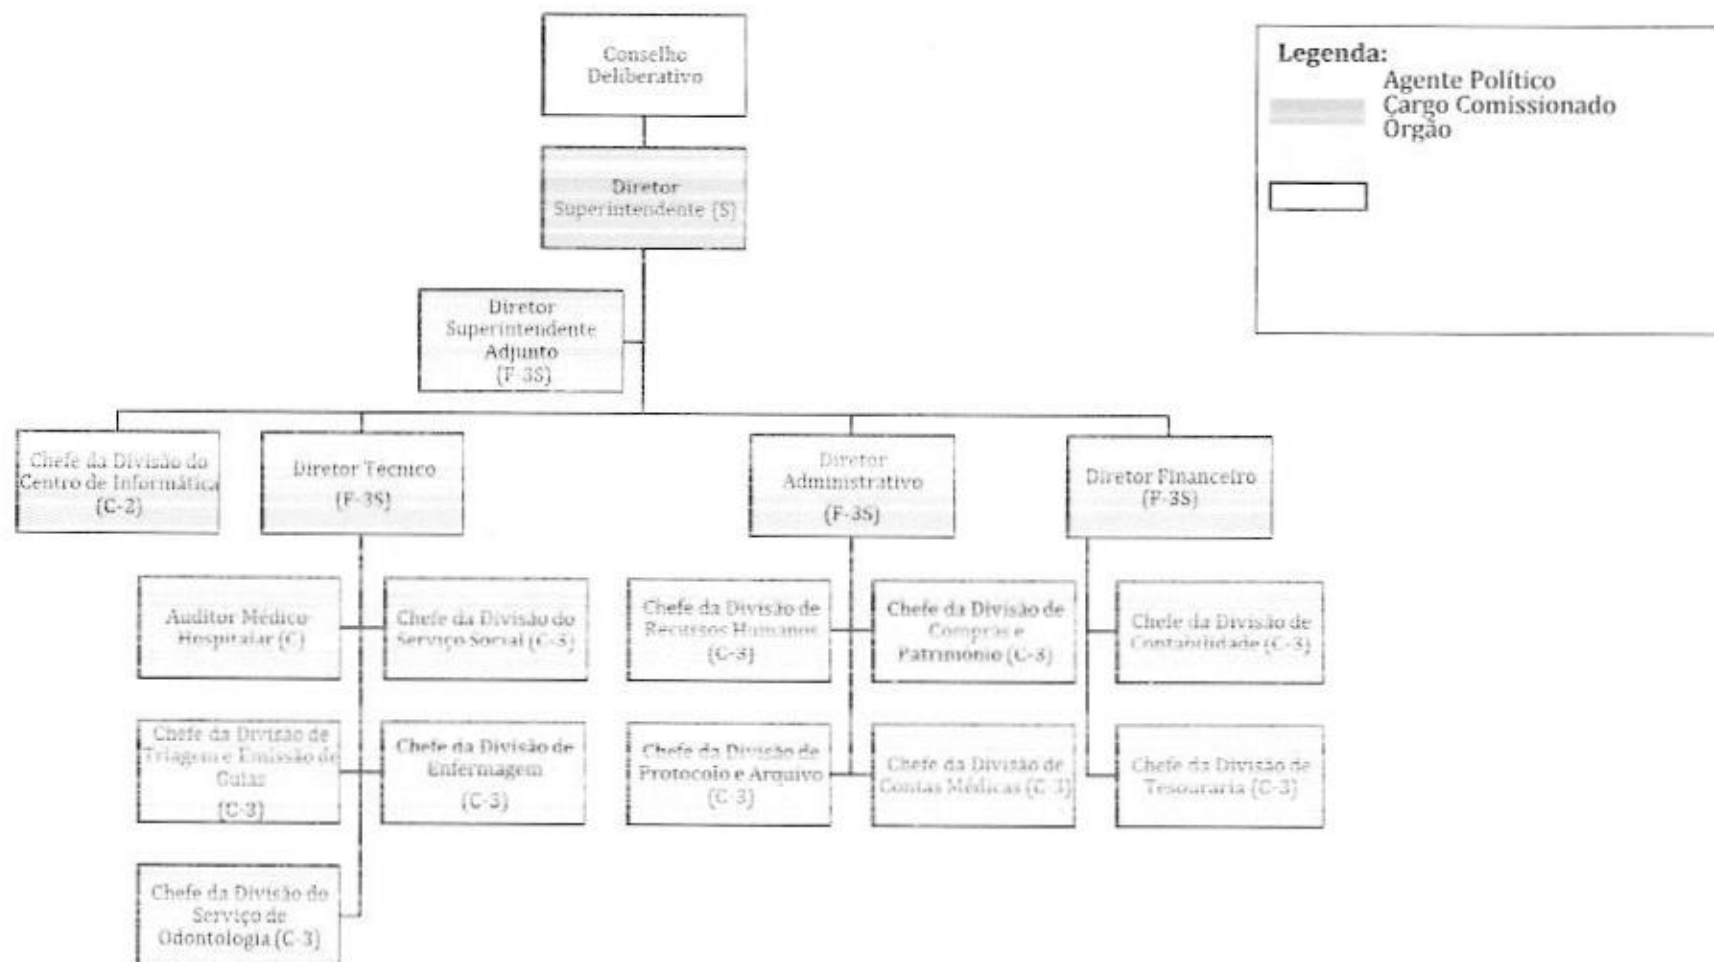 Conselho
Deliberativo
Legenda:
Agente Político
Cargo Comissionado
Órgão
Diretor
Superintendente (S)
Diretor
Superintendente
Adjunto
(F-3S)
Chefe da Divisão do
Centro de Informática
(C-2)
Diretor Técnico
(F-3S)
Diretor
Administrativo
(F-3S)
Diretor Financeiro
(F-3S)
Auditor Médico-
Hospitalar (C)
Chefe da Divisão do
Serviço Social (C-3)
Chefe da Divisão de
Recursos Humanos
(C-3)
Chefe da Divisão de
Compras e
Patrimônio (C-3)
Chefe da Divisão de
Contabilidade (C-3)
Chefe da Divisão de
Triagem e Emissão de
Guias
(C-3)
Chefe da Divisão de
Enfermagem
(C-3)
Chefe da Divisão de
Protocolo e Arquivo
(C-3)
Chefe da Divisão de
Contas Médicas (C-3)
Chefe da Divisão de
Tesouraria (C-3)
Chefe da Divisão do
Serviço de
Odontologia (C-3)